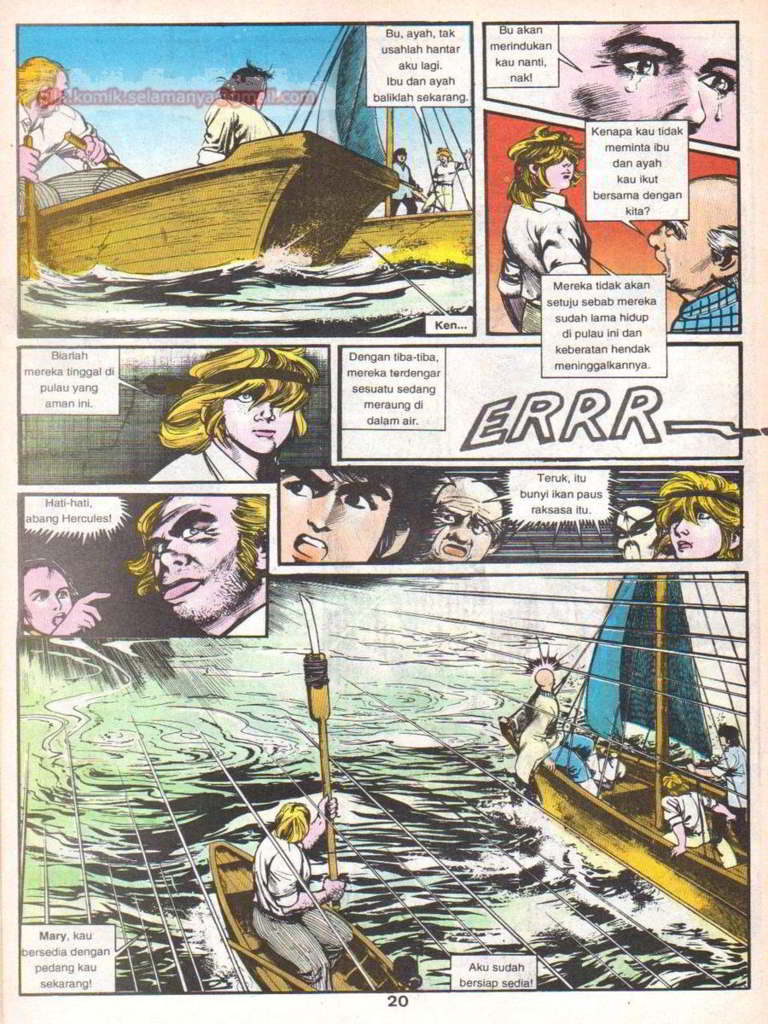 Bu, ayah, tak
usahlah hantar
aku lagi.
Ibu dan ayah
baliklah sekarang.
Ken...
Bu akan
merindukan
kau nanti,
nak!
Kenapa kau tidak
meminta ibu
dan ayah
kau ikut
bersama dengan
kita?
Mereka tidak akan
setuju sebab mereka
sudah lama hidup
di pulau ini dan
keberatan hendak
meninggalkannya.
Biarlah
mereka tinggal di
pulau yang
aman ini.
Dengan tiba-tiba,
mereka terdengar
sesuatu sedang
meraung di
dalam air.
ERRR
Teruk, itu
bunyi ikan paus
raksasa itu.
Hati-hati,
abang Hercules!
Mary, kau
bersedia dengan
pedang kau
sekarang!
Aku sudah
bersiap sedia!
20